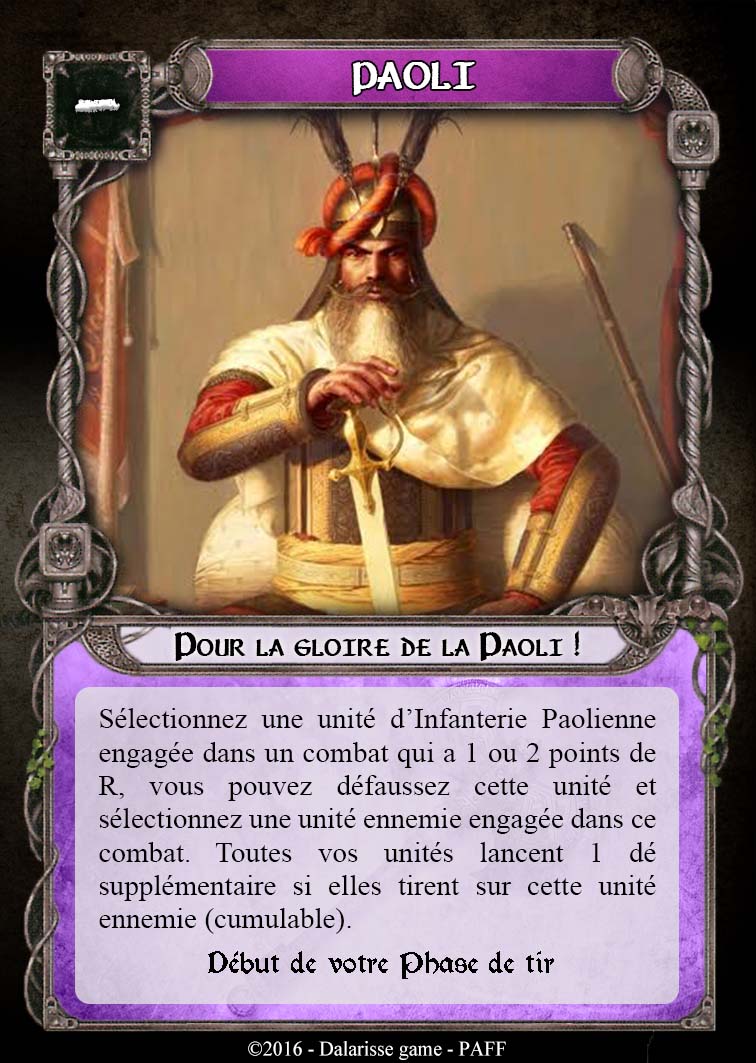 PAOLI
-
Pour la gloire de la Paoli !
Sélectionnez une unité d’Infanterie Paolienne
engagée dans un combat qui a 1 ou 2 points de
R, vous pouvez défaussez cette unité et
sélectionnez une unité ennemie engagée dans ce
combat. Toutes vos unités lancent 1 dé
supplémentaire si elles tirent sur cette unité
ennemie (cumulable).
Début de votre Phase de tir
©2016 - Dalarisse game - PAFF